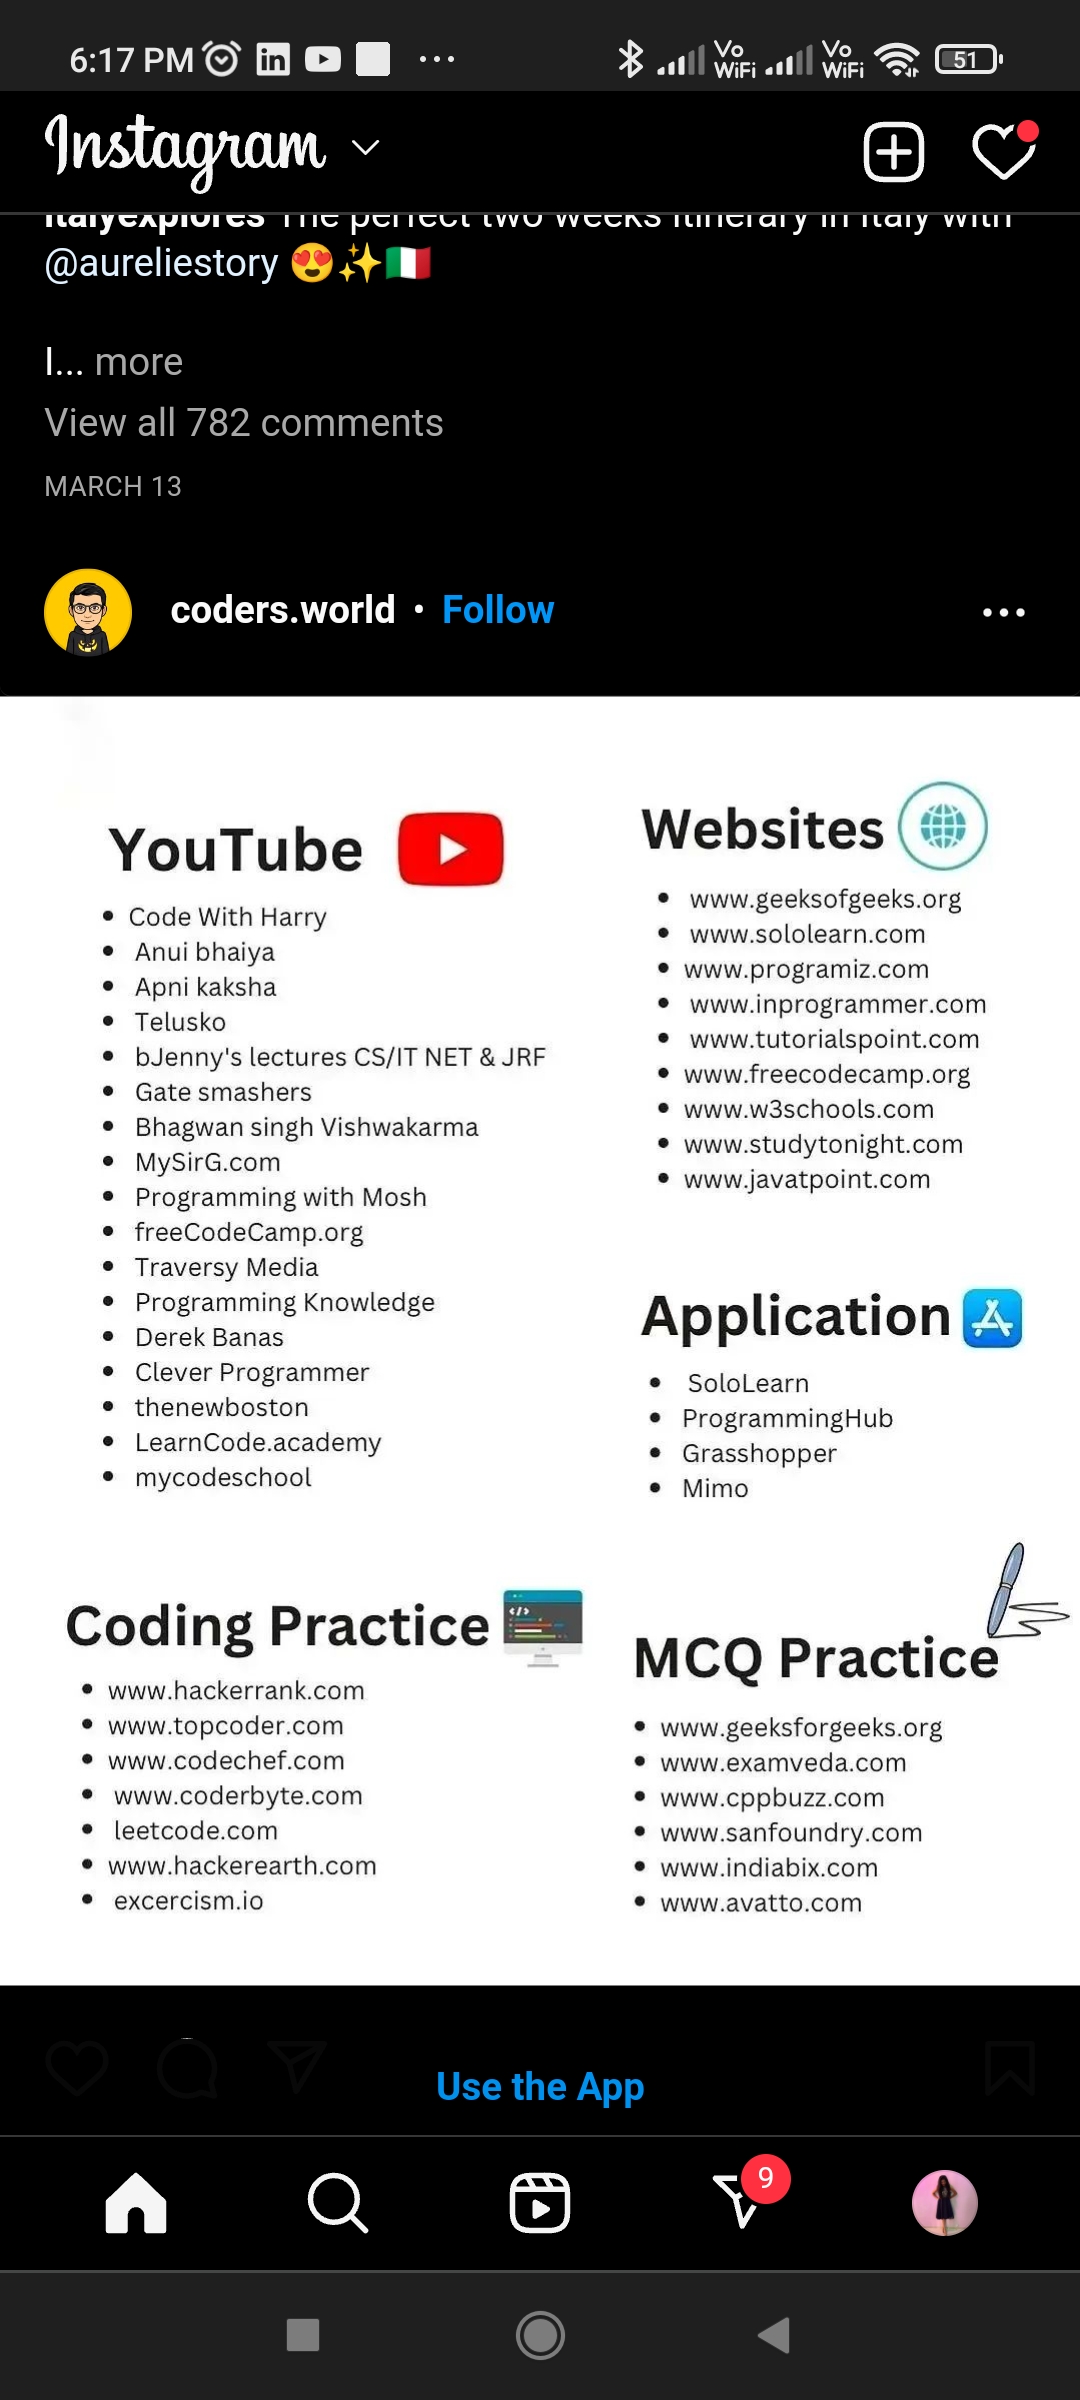 6:17 PM
Vo WiFi
Vo WiFi
51
Instagram
italyexplores The perfect two weeks itinerary in Italy with
@aureliestory 😍✨🇮🇹
I... more
View all 782 comments
MARCH 13
coders.world • Follow
YouTube
• Code With Harry
• Anui bhaiya
• Apni kaksha
• Telusko
• bJenny's lectures CS/IT NET & JRF
• Gate smashers
• Bhagwan singh Vishwakarma
• MySirG.com
• Programming with Mosh
• freeCodeCamp.org
• Traversy Media
• Programming Knowledge
• Derek Banas
• Clever Programmer
• thenewboston
• LearnCode.academy
• mycodeschool
Websites
• www.geeksofgeeks.org
• www.sololearn.com
• www.programiz.com
• www.inprogrammer.com
• www.tutorialspoint.com
• www.freecodecamp.org
• www.w3schools.com
• www.studytonight.com
• www.javatpoint.com
Application
• SoloLearn
• ProgrammingHub
• Grasshopper
• Mimo
Coding Practice
• www.hackerrank.com
• www.topcoder.com
• www.codechef.com
• www.coderbyte.com
• leetcode.com
• www.hackerearth.com
• excercism.io
MCQ Practice
• www.geeksforgeeks.org
• www.examveda.com
• www.cppbuzz.com
• www.sanfoundry.com
• www.indiabix.com
• www.avatto.com
Use the App
9